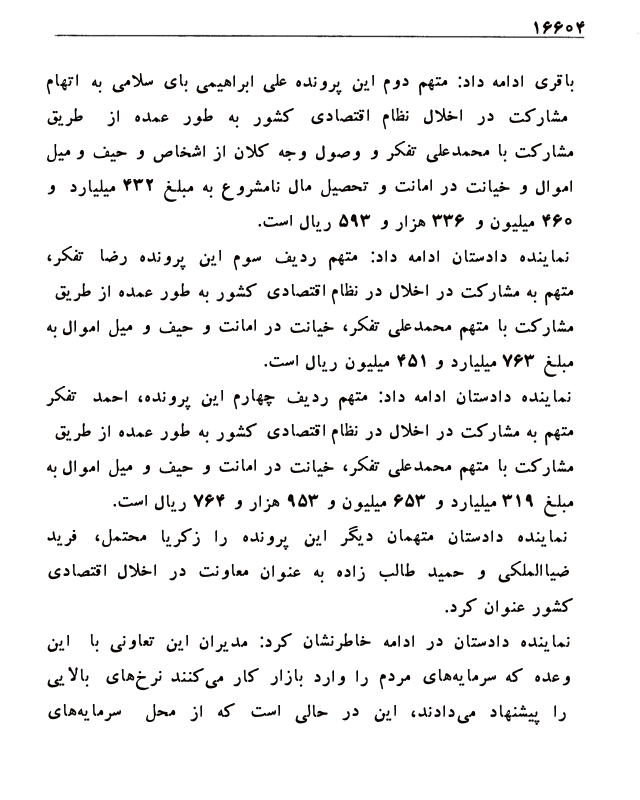 ۱۶۶۰۴
باقری ادامه داد: متهم دوم این پرونده علی ابراهیمی بای سلامی به اتهام
مشارکت در اخلال نظام اقتصادی کشور به طور عمده از طریق
مشارکت با محمدعلی تفکر و وصول وجه کلان از اشخاص و حیف و میل
اموال و خیانت در امانت و تحصیل مال نامشروع به مبلغ ۴۳۲ میلیارد و
۴۶۰ میلیون و ۳۳۶ هزار و ۵۹۳ ریال است.
نماینده دادستان ادامه داد: متهم ردیف سوم این پرونده رضا تفکر،
متهم به مشارکت در اخلال در نظام اقتصادی کشور به طور عمده از طریق
مشارکت با متهم محمدعلی تفکر، خیانت در امانت و حیف و میل اموال به
مبلغ ۷۶۳ میلیارد و ۴۵۱ میلیون ریال است.
نماینده دادستان ادامه داد: متهم ردیف چهارم این پرونده، احمد تفکر
متهم به مشارکت در اخلال در نظام اقتصادی کشور به طور عمده از طریق
مشارکت با متهم محمدعلی تفکر، خیانت در امانت و حیف و میل اموال به
مبلغ ۳۱۹ میلیارد و ۶۵۳ میلیون و ۹۵۳ هزار و ۷۶۴ ریال است.
نماینده دادستان متهمان دیگر این پرونده را زکریا محتمل، فرید
ضیاالملکی و حمید طالب زاده به عنوان معاونت در اخلال اقتصادی
کشور عنوان کرد.
نماینده دادستان در ادامه خاطرنشان کرد: مدیران این تعاونی با این
وعده که سرمایه‌های مردم را وارد بازار کار می‌کنند نرخ‌های بالایی
را پیشنهاد می‌دادند، این در حالی است که از محل سرمایه‌های